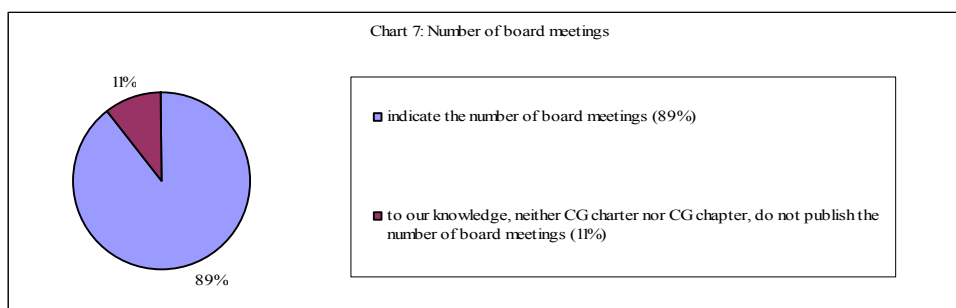 Chart 7: Number of board meetings
11%
indicate the number of board meetings (89%)
to our knowledge, neither CG charter nor CG chapter, do not publish the
number of board meetings (11%)
89%